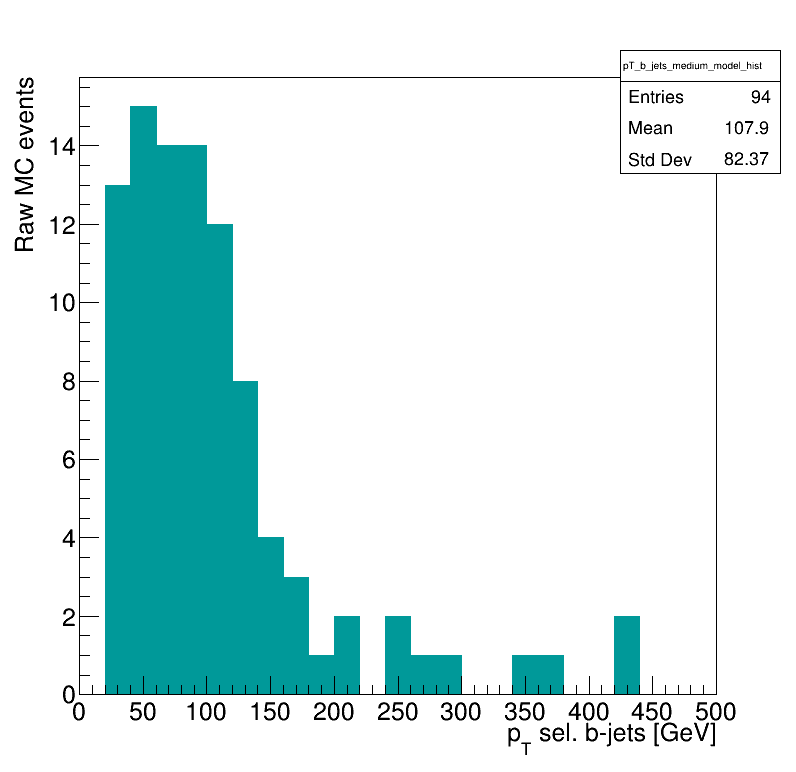 pT_b_jets_medium_model_hist
Entries 94
Mean 107.9
Std Dev 82.37
Raw MC events
14
12
10
8
6
4
2
0
0 50 100 150 200 250 300 350 400 450 500
p_T sel. b-jets [GeV]